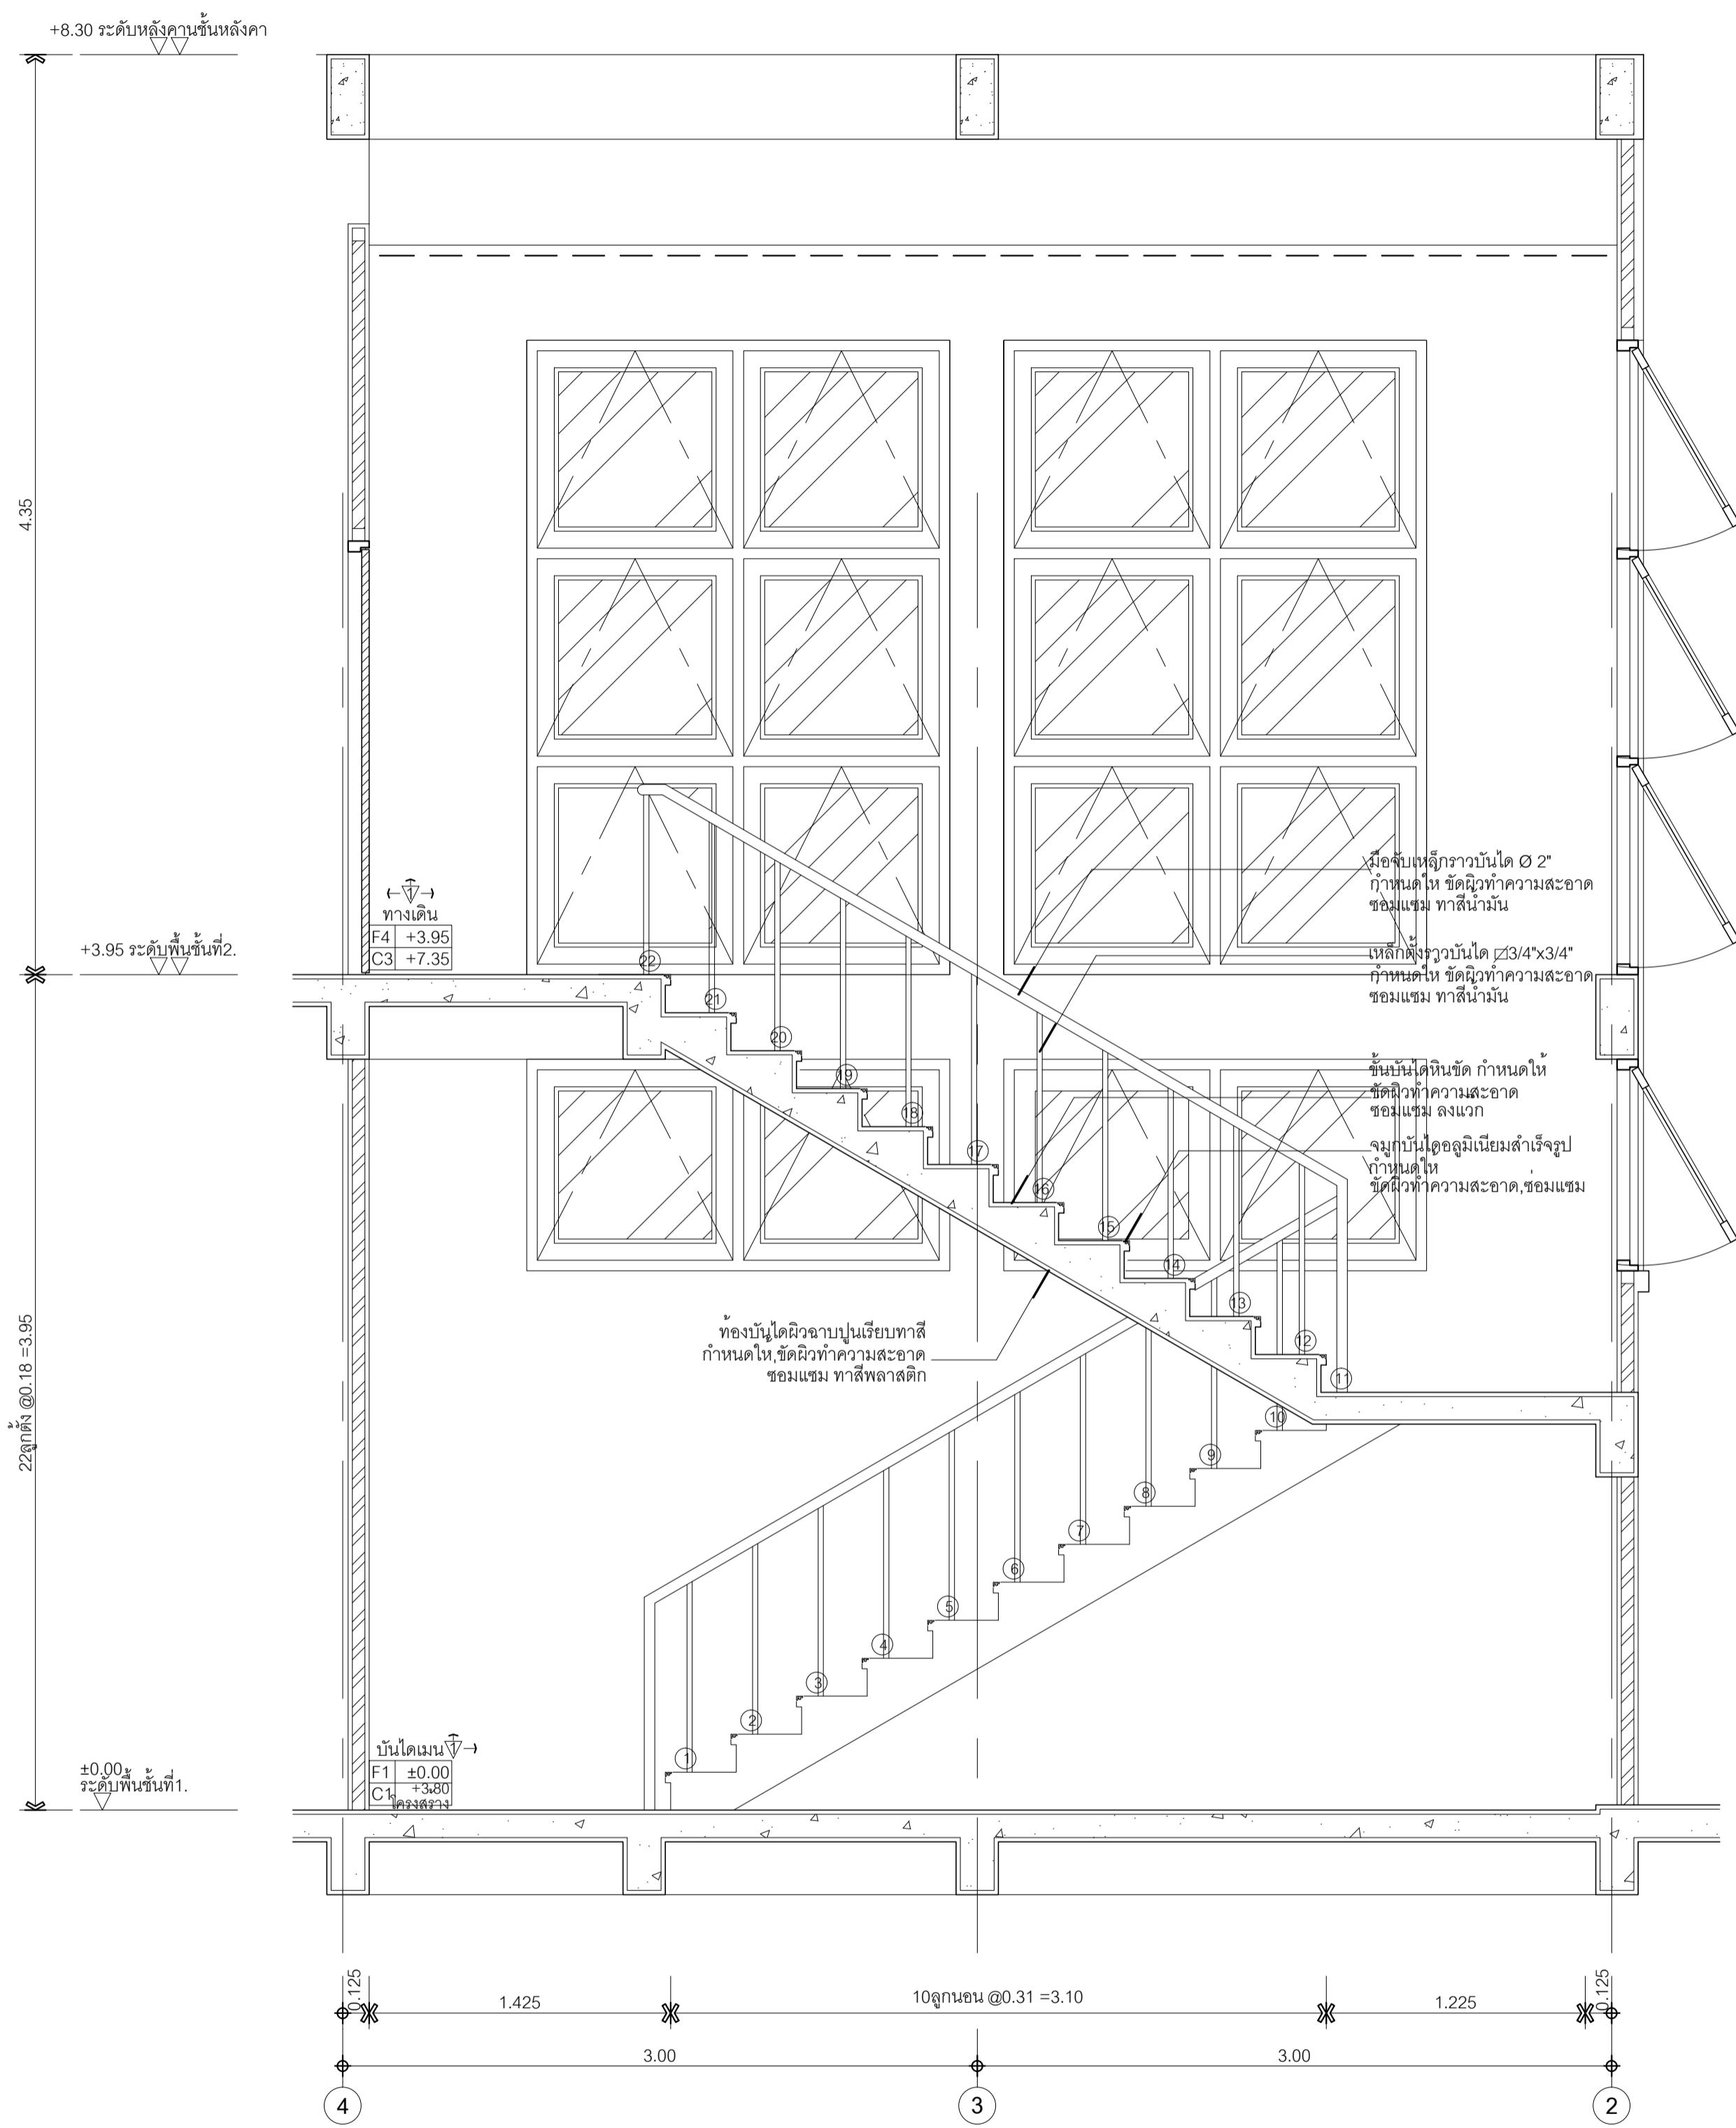 +8.30 ระดับหลังคานชั้นหลังคา
4.35
มือจับเหล็กราวบันได Ø 2"
กำหนดให้ ขัดผิวทำความสะอาด
ซ่อมแซม ทาสีน้ำมัน
1
ทางเดิน
F4 +3.95
C3 +7.35
+3.95 ระดับพื้นชั้นที่2.
เหล็กตั้งราวบันได 3/4"x3/4"
กำหนดให้ ขัดผิวทำความสะอาด
ซ่อมแซม ทาสีน้ำมัน
22
21
20
19
18
17
16
15
14
13
12
11
ขั้นบันไดหินขัด กำหนดให้
ขัดผิวทำความสะอาด
ซ่อมแซม ลงแวก
จมูกบันไดอลูมิเนียมสำเร็จรูป
กำหนดให้
ขัดผิวทำความสะอาด,ซ่อมแซม
ท้องบันไดผิวฉาบปูนเรียบทาสี
กำหนดให้,ขัดผิวทำความสะอาด
ซ่อมแซม ทาสีพลาสติก
22ลูกตั้ง @0.18 =3.95
10
9
8
7
6
5
4
3
2
1
บันไดเมน 1
F1 ±0.00
C1 +3.80
โครงสร้าง
±0.00
ระดับพื้นชั้นที่1.
0.125
1.425
10ลูกนอน @0.31 =3.10
1.225
0.125
3.00
3.00
4
3
2